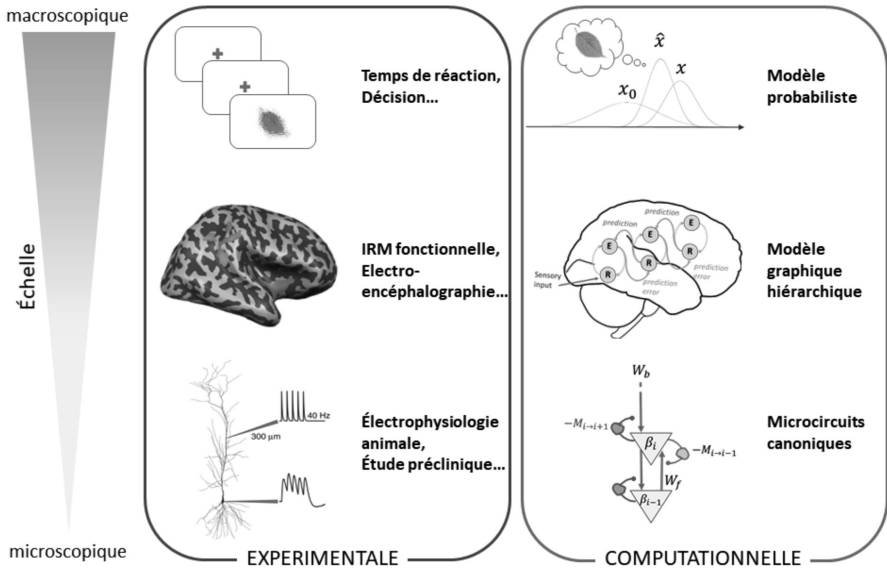 macroscopique
Échelle
microscopique
Temps de réaction,
Décision…
IRM fonctionnelle,
Electro-
encéphalographie…
40 Hz
300 µm
Électrophysiologie
animale,
Étude préclinique…
EXPERIMENTALE
x̂
x
x₀
Modèle
probabiliste
prediction
E
prediction
E
E
R
R
prediction
error
Sensory
input
R
prediction
error
Modèle
graphique
hiérarchique
W_b
−M_{i→i+1}
β_i
−M_{i→i−1}
W_f
β_{i−1}
Microcircuits
canoniques
COMPUTATIONNELLE